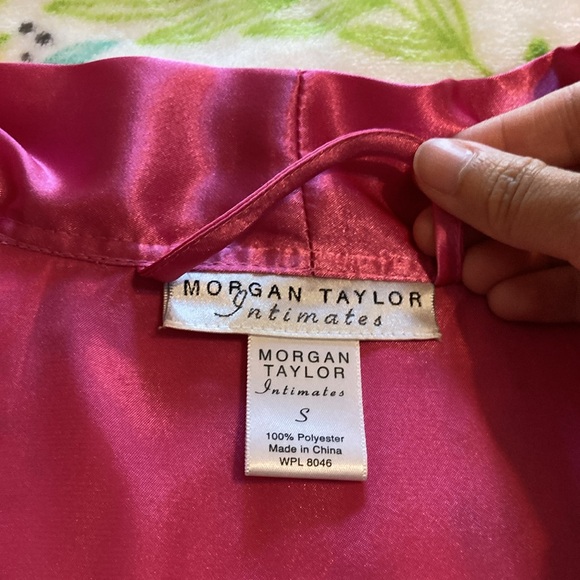 MORGAN TAYLOR
Intimates
MORGAN
TAYLOR
Intimates
S
100% Polyester
Made in China
WPL 8046